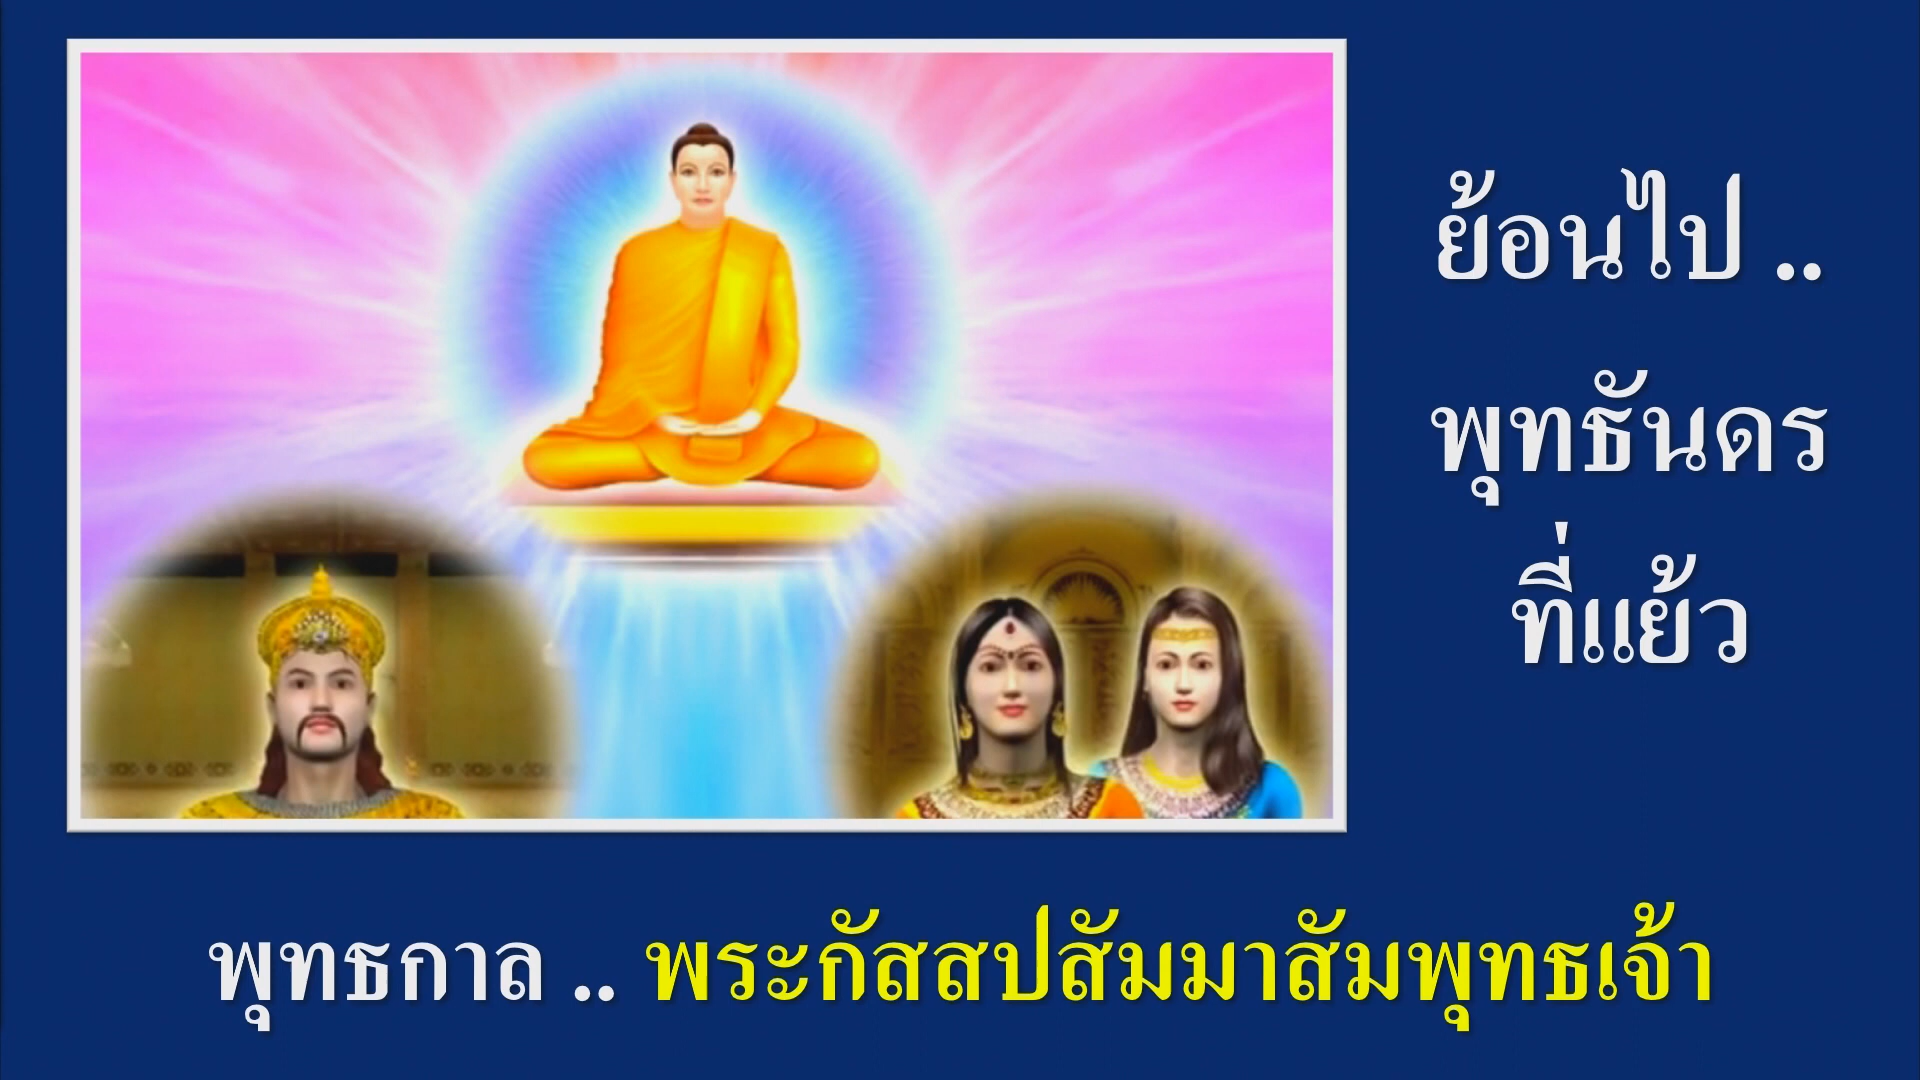 ย้อนไป ..
พุทธันดร
ที่แย้ว
พุทธกาล .. พระกัสสปสัมมาสัมพุทธเจ้า